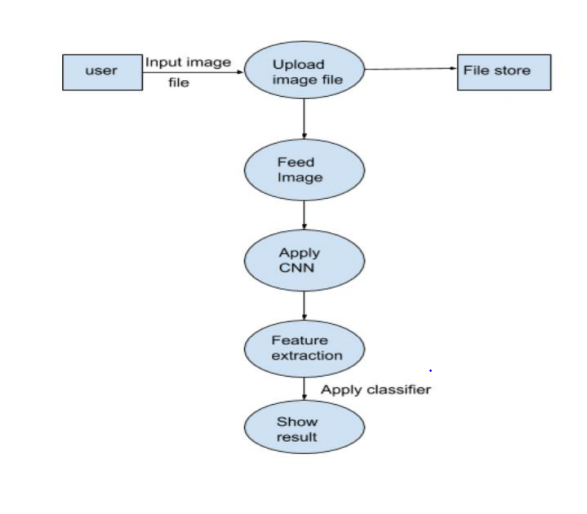 user
Input image
file
Upload
image file
File store
Feed
Image
Apply
CNN
Feature
extraction
Apply classifier
Show
result